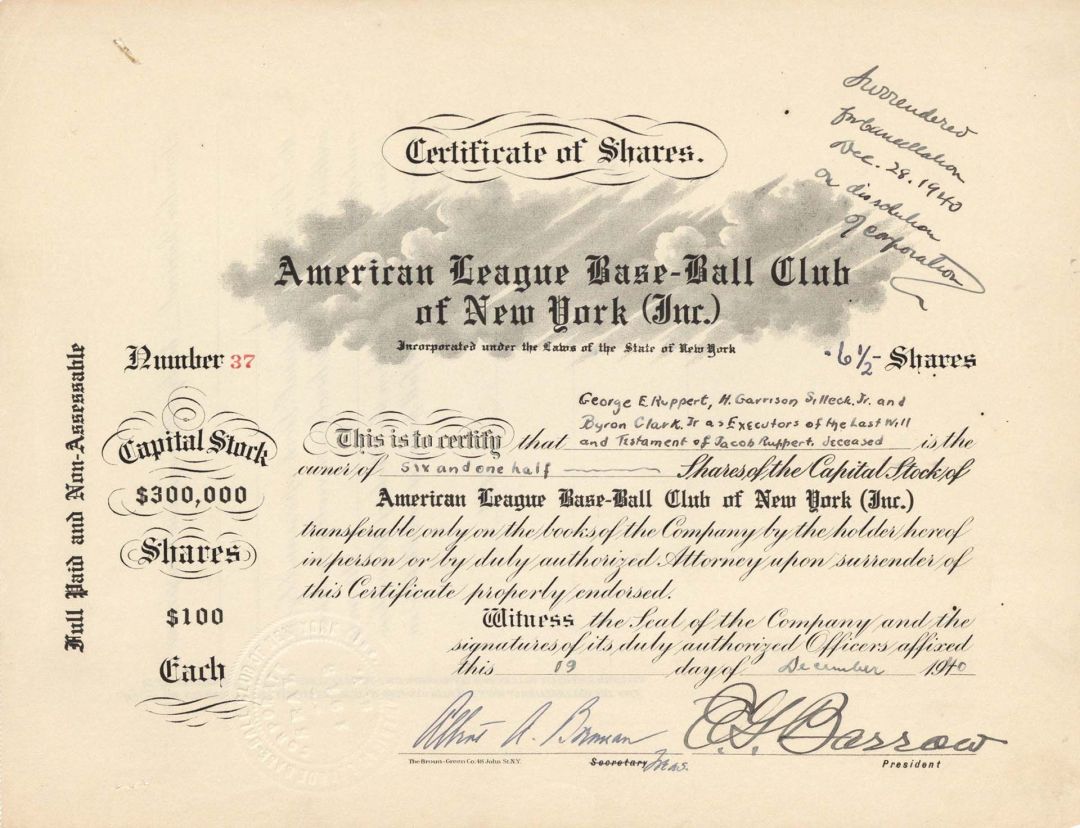 Certificate of Shares.
Surrendered
for cancellation
Dec. 28. 1940
on dissolution
of corporation
American League Base-Ball Club
of New York (Inc.)
Incorporated under the Laws of the State of New York
Number 37
6 1/2 Shares
Full Paid and Non-Assessable
Capital Stock
$300,000
Shares
$100
Each
George E. Ruppert, H. Garrison Silleck, Jr. and
Byron Clark, Jr as Executors of the Last Will
This is to certify that and Testament of Jacob Ruppert, deceased is the
owner of Six and one half Shares of the Capital Stock of
American League Base-Ball Club of New York (Inc.)
transferable only on the books of the Company by the holder hereof
in person or by duly authorized Attorney upon surrender of
this Certificate properly endorsed.
Witness the Seal of the Company and the
signatures of its duly authorized Officers affixed
this 19 day of December 1940
E. G. Barrow
The Broun-Green Co. 48 John St. N.Y.
Secretary Treas.
President